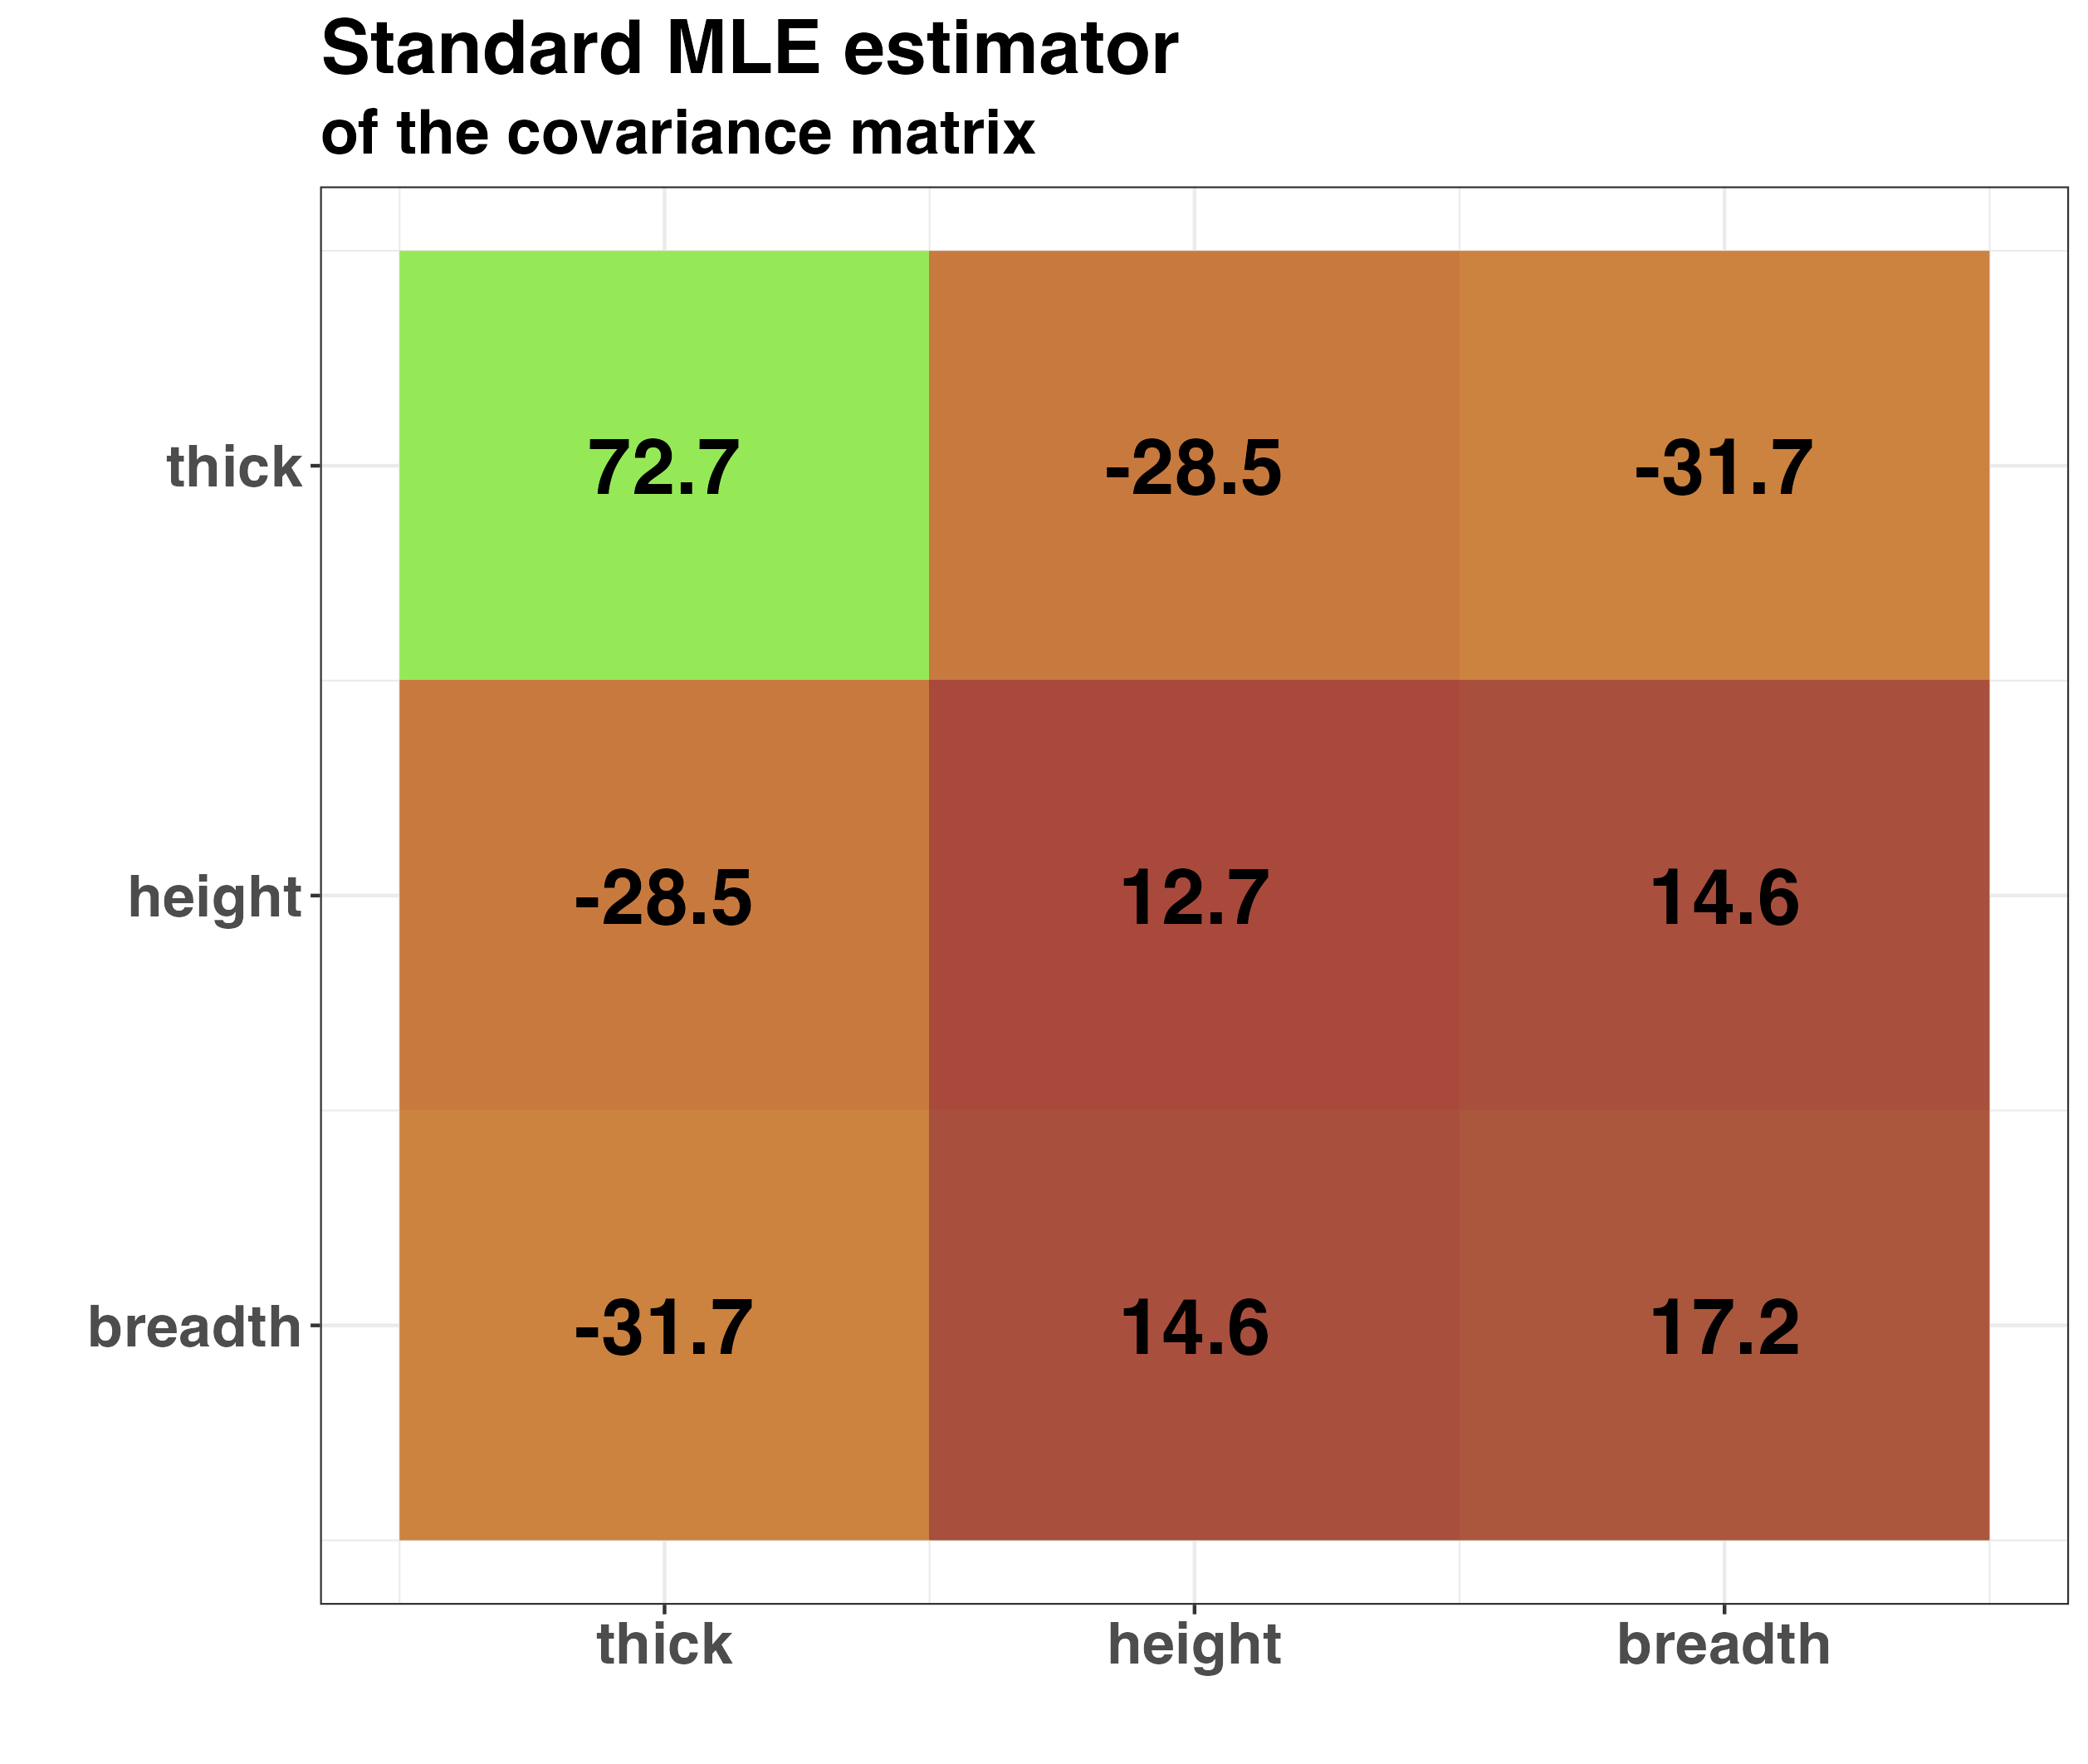 Standard MLE estimator
of the covariance matrix
thick 72.7 -28.5 -31.7
height -28.5 12.7 14.6
breadth -31.7 14.6 17.2
thick height breadth